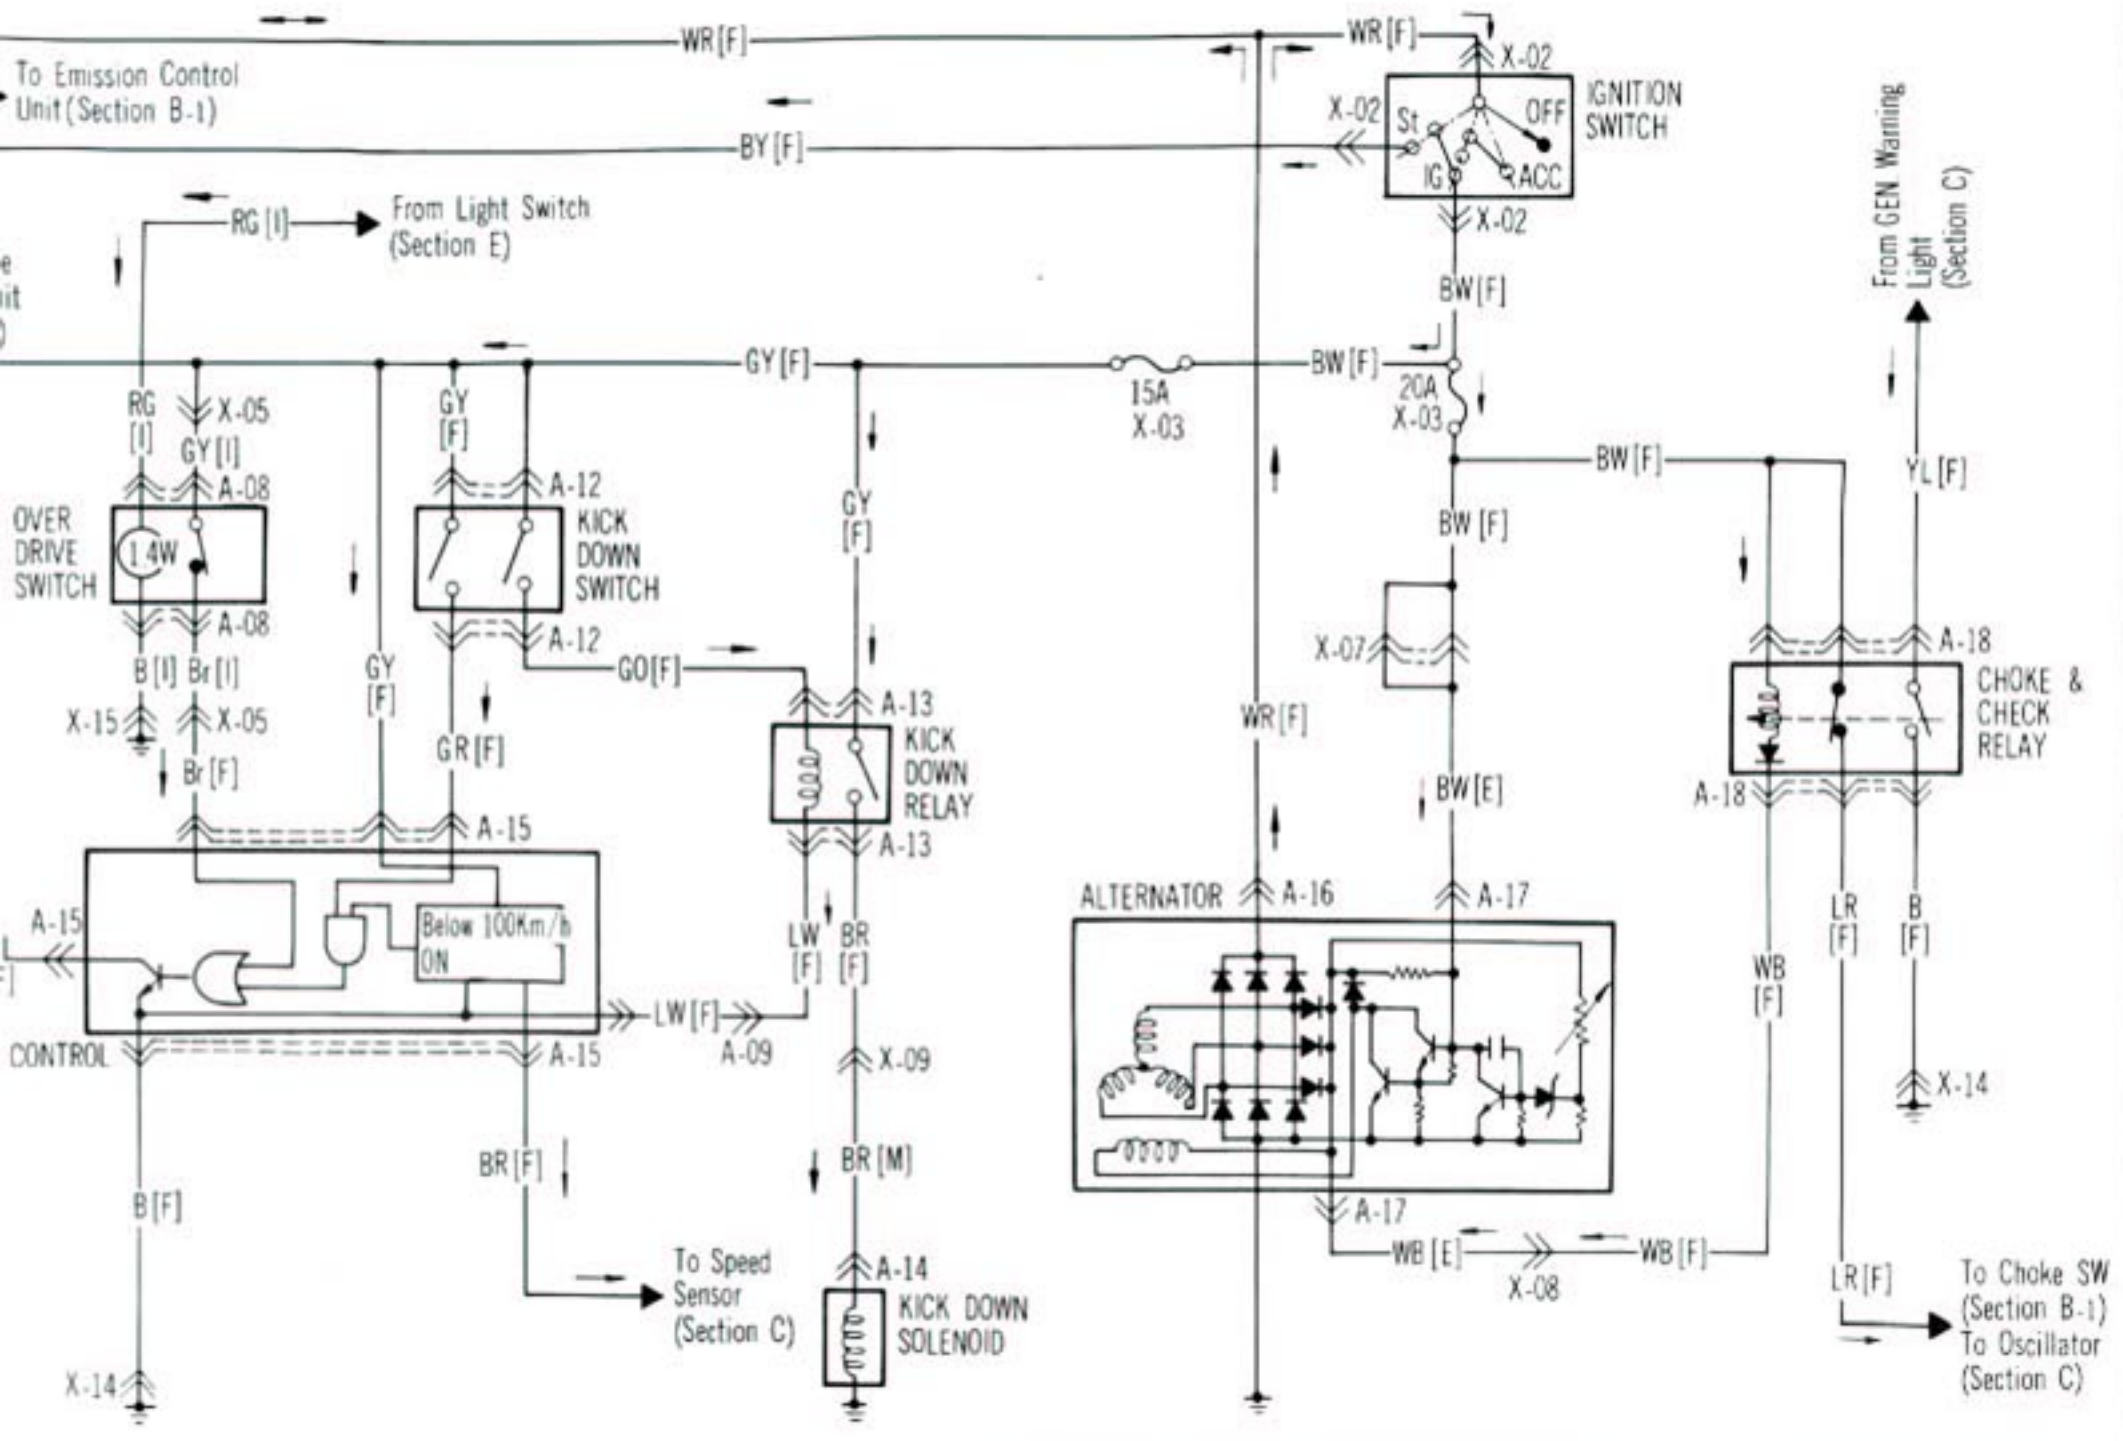 WR[F]
WR[F]
X-02
To Emission Control
Unit (Section B-1)
IGNITION
SWITCH
X-02
St
OFF
IG
ACC
BY[F]
X-02
From GEN Warning
Light
(Section C)
RG[I]
From Light Switch
(Section E)
BW[F]
GY[F]
15A
X-03
BW[F]
20A
X-03
RG
[I]
X-05
GY[I]
GY
[F]
BW[F]
YL[F]
A-08
A-12
GY
[F]
BW[F]
OVER
DRIVE
SWITCH
1.4W
KICK
DOWN
SWITCH
A-08
A-12
X-07
A-18
B[I]
Br[I]
GY
[F]
GO[F]
CHOKE &
CHECK
RELAY
X-15
X-05
A-13
WR[F]
GR[F]
KICK
DOWN
RELAY
Br[F]
BW[E]
A-18
A-15
A-13
ALTERNATOR
A-16
A-17
A-15
Below 100Km/h
ON
LW
[F]
BR
[F]
LR
[F]
B
[F]
WB
[F]
LW[F]
A-09
CONTROL
A-15
X-09
X-14
B[F]
BR[F]
BR[M]
A-17
To Speed
Sensor
(Section C)
A-14
KICK DOWN
SOLENOID
WB[E]
X-08
WB[F]
LR[F]
To Choke SW
(Section B-1)
To Oscillator
(Section C)
X-14